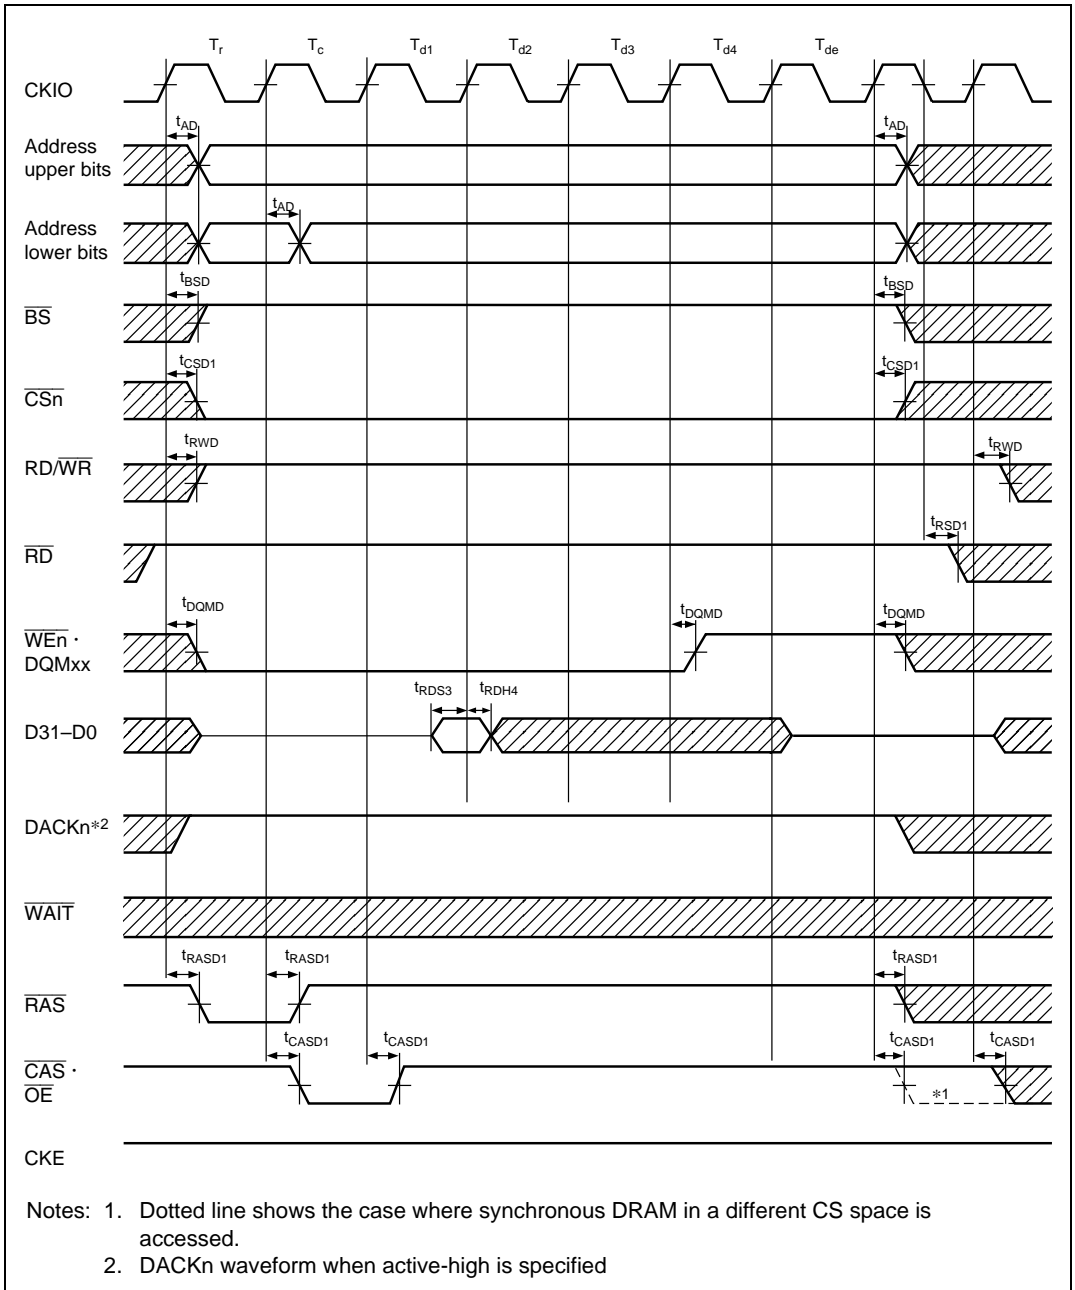 Tr Tc Td1 Td2 Td3 Td4 Tde
CKIO
tAD tAD
Address
upper bits
tAD
Address
lower bits
tBSD tBSD
BS
tCSD1 tCSD1
CSn
tRWD tRWD
RD/WR
tRSD1
RD
tDQMD tDQMD tDQMD
WEn ·
DQMxx
tRDS3 tRDH4
D31–D0
DACKn*2
WAIT
tRASD1 tRASD1 tRASD1
RAS
tCASD1 tCASD1 tCASD1 tCASD1
CAS ·
OE
*1
CKE
Notes: 1. Dotted line shows the case where synchronous DRAM in a different CS space is
accessed.
2. DACKn waveform when active-high is specified